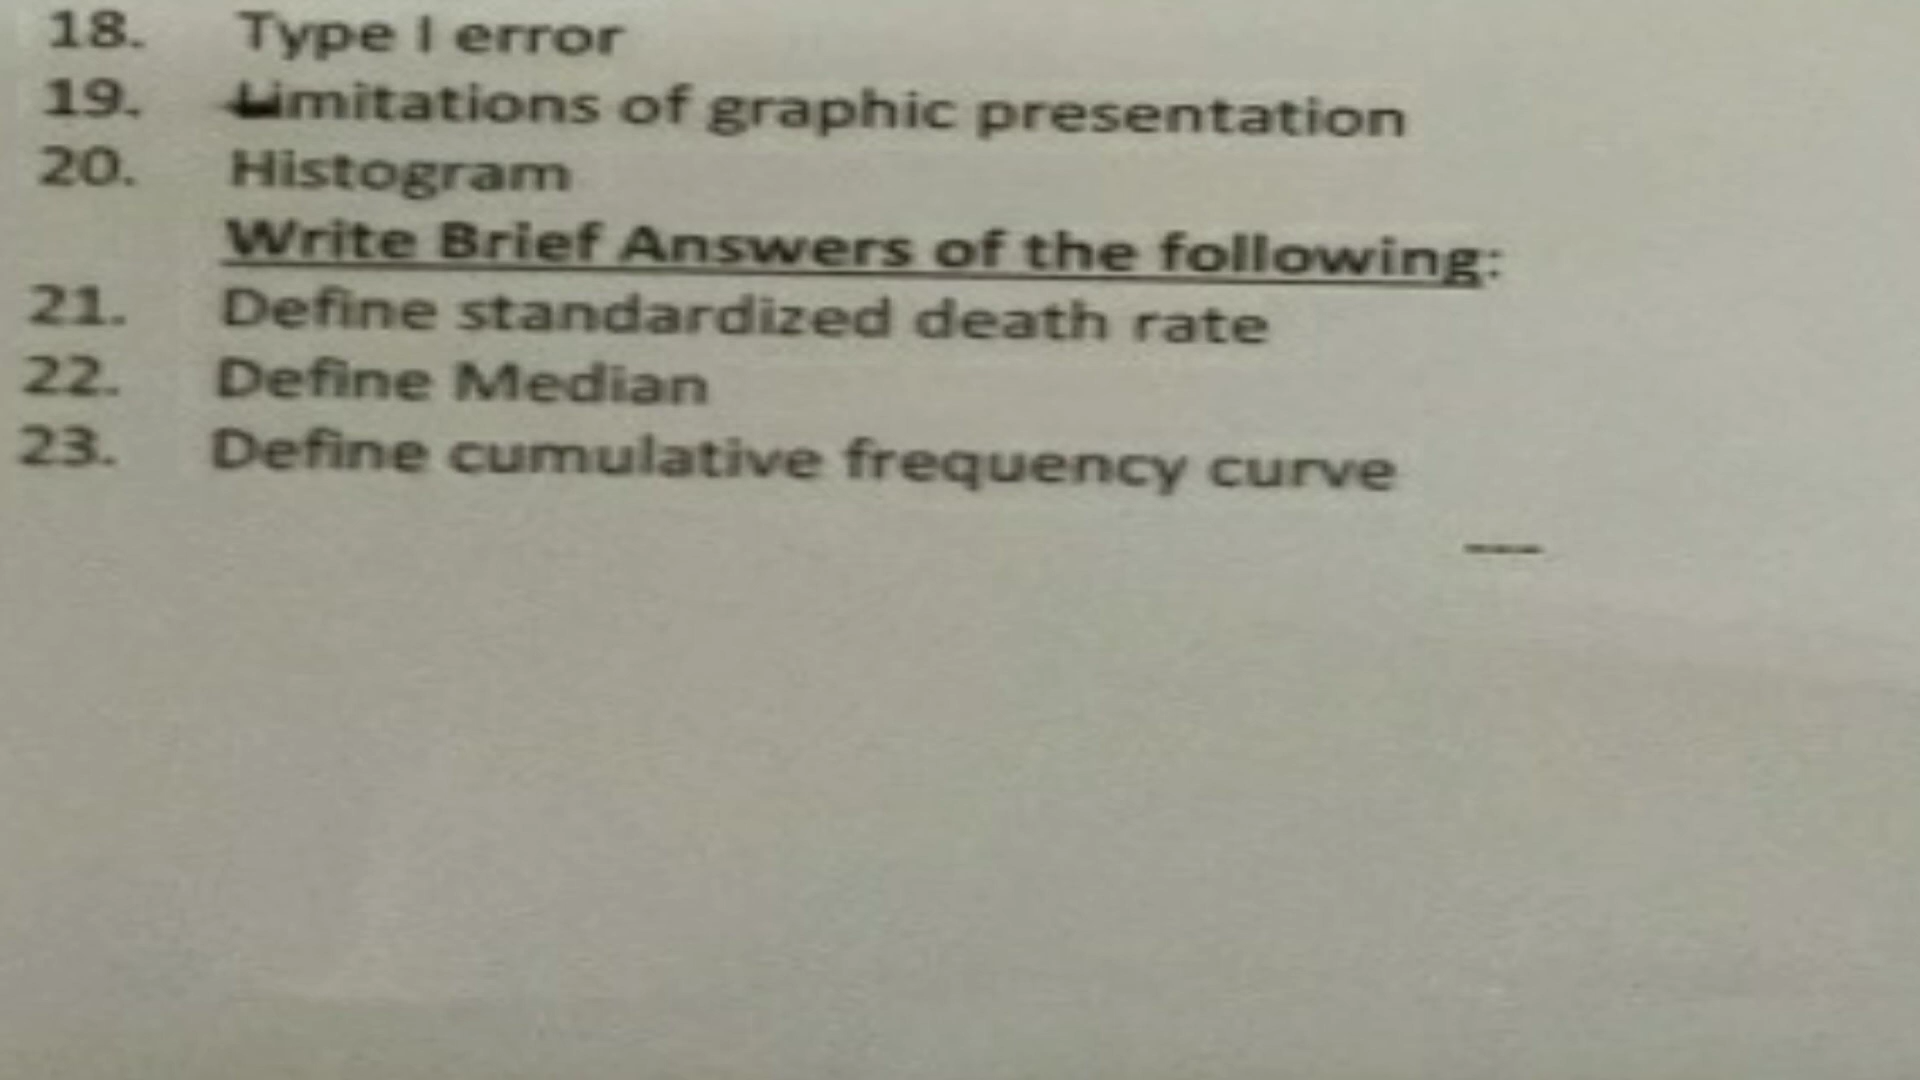 18. Type I error
19. Limitations of graphic presentation
20. Histogram
Write Brief Answers of the following:
21. Define standardized death rate
22. Define Median
23. Define cumulative frequency curve
---